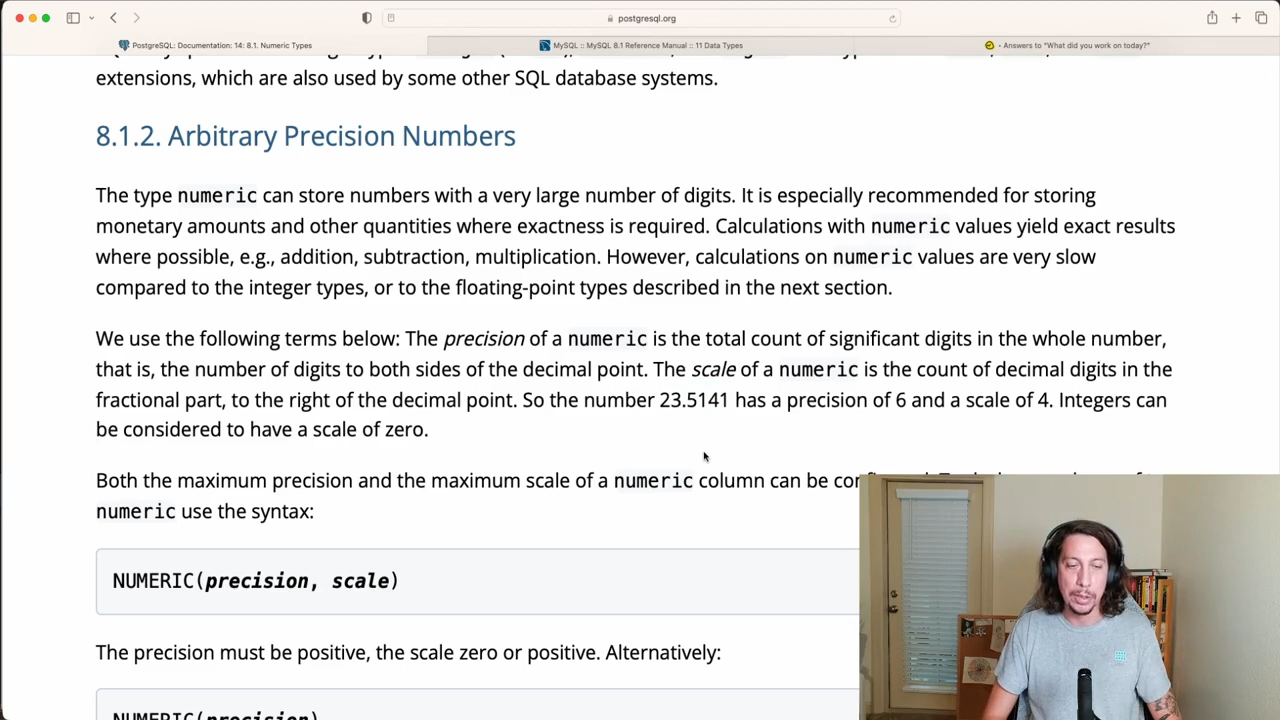 postgresql.org
PostgreSQL: Documentation: 14: 8.1. Numeric Types
MySQL :: MySQL 8.1 Reference Manual :: 11 Data Types
Answers to "What did you work on today?"
extensions, which are also used by some other SQL database systems.
8.1.2. Arbitrary Precision Numbers
The type numeric can store numbers with a very large number of digits. It is especially recommended for storing
monetary amounts and other quantities where exactness is required. Calculations with numeric values yield exact results
where possible, e.g., addition, subtraction, multiplication. However, calculations on numeric values are very slow
compared to the integer types, or to the floating-point types described in the next section.
We use the following terms below: The precision of a numeric is the total count of significant digits in the whole number,
that is, the number of digits to both sides of the decimal point. The scale of a numeric is the count of decimal digits in the
fractional part, to the right of the decimal point. So the number 23.5141 has a precision of 6 and a scale of 4. Integers can
be considered to have a scale of zero.
Both the maximum precision and the maximum scale of a numeric column can be
numeric use the syntax:
NUMERIC(precision, scale)
The precision must be positive, the scale zero or positive. Alternatively:
NUMERIC(precision)